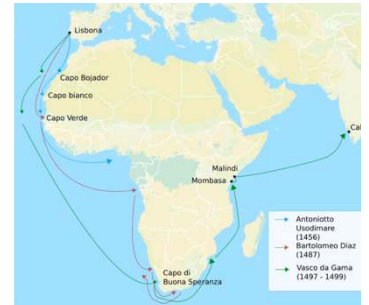 Lisbona
Capo Bojador
Capo bianco
Capo Verde
Cal
Malindi
Mombasa
Capo di
Buona Speranza
Antoniotto
Usodimare
(1456)
Bartolomeo Diaz
(1487)
Vasco da Gama
(1497 - 1499)